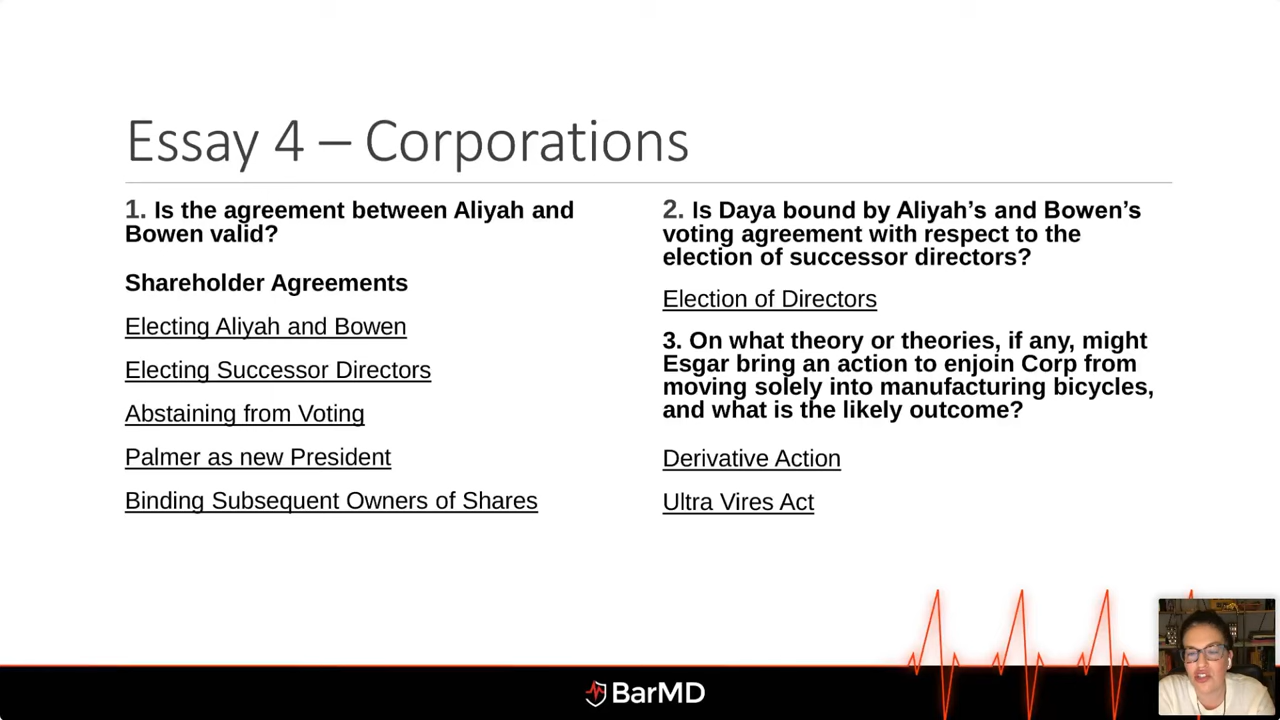 Essay 4 – Corporations
1. Is the agreement between Aliyah and
Bowen valid?
Shareholder Agreements
Electing Aliyah and Bowen
Electing Successor Directors
Abstaining from Voting
Palmer as new President
Binding Subsequent Owners of Shares
2. Is Daya bound by Aliyah’s and Bowen’s
voting agreement with respect to the
election of successor directors?
Election of Directors
3. On what theory or theories, if any, might
Esgar bring an action to enjoin Corp from
moving solely into manufacturing bicycles,
and what is the likely outcome?
Derivative Action
Ultra Vires Act
BarMD